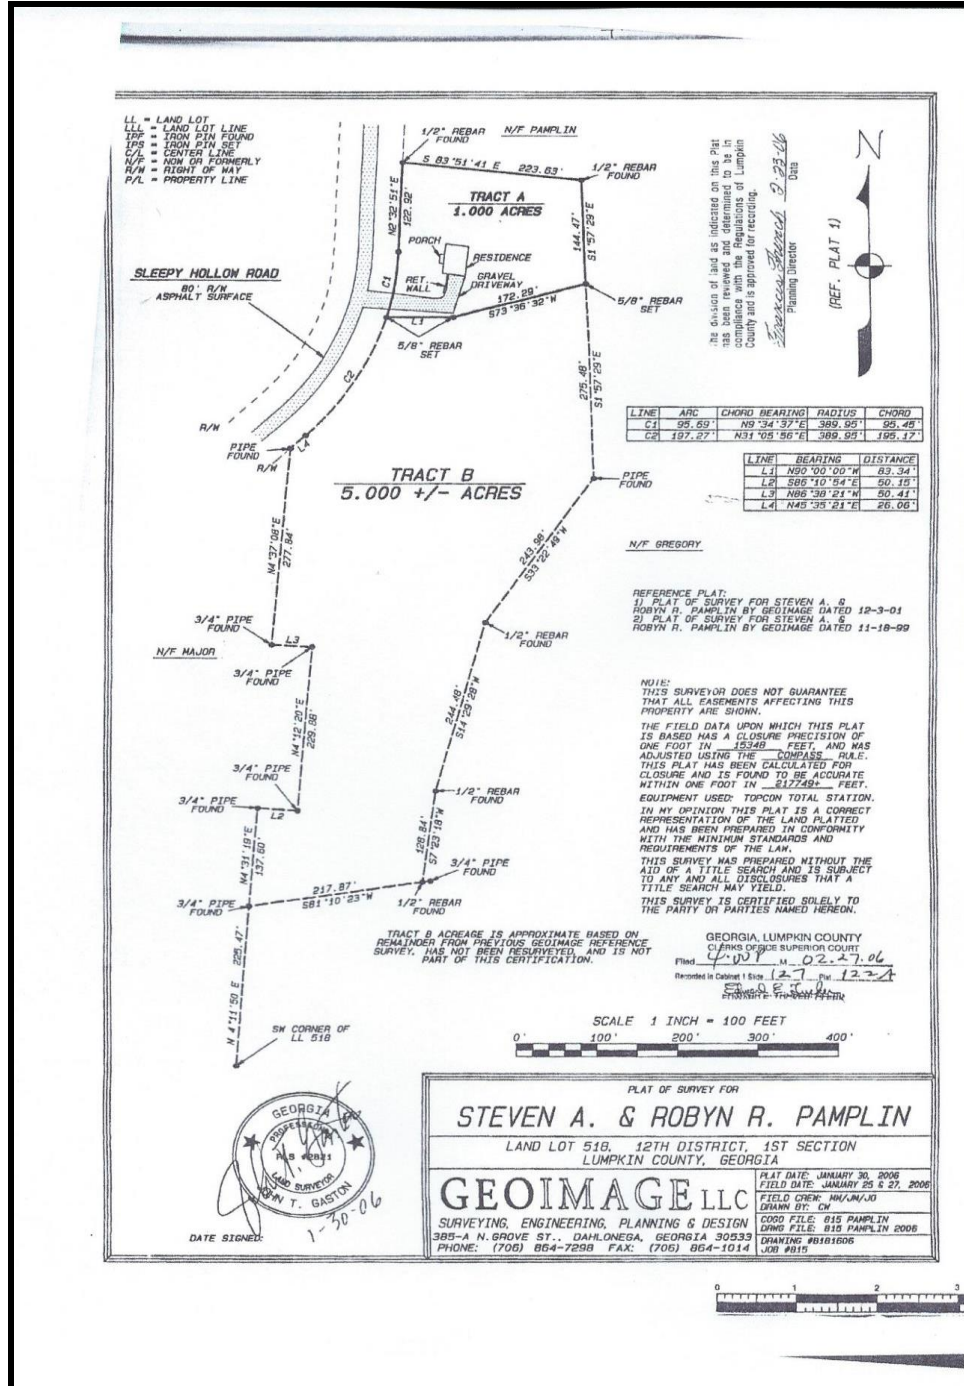 LL = LAND LOT
LLL = LAND LOT LINE
IPF = IRON PIN FOUND
IPS = IRON PIN SET
C/L = CENTER LINE
N/F = NOW OR FORMERLY
R/W = RIGHT OF WAY
P/L = PROPERTY LINE
1/2" REBAR
FOUND
N/F PAMPLIN
S 83°51'41 E
223.83'
1/2" REBAR
FOUND
TRACT A
1.000 ACRES
N2°32'51"E
122.92'
144.47'
S1°57'29"E
PORCH
RESIDENCE
RET
WALL
GRAVEL
DRIVEWAY
C1
L1
172.29'
S73°36'32"W
5/8" REBAR
SET
5/8" REBAR
SET
SLEEPY HOLLOW ROAD
80' R/W
ASPHALT SURFACE
R/W
C2
L4
PIPE
FOUND
R/W
275.48'
S1°57'29"E
PIPE
FOUND
TRACT B
5.000 +/- ACRES
N4°37'08"E
277.84'
243.98'
S33°22'49"W
3/4" PIPE
FOUND
L3
N/F MAJOR
3/4" PIPE
FOUND
1/2" REBAR
FOUND
N4°12'20"E
229.88'
244.48'
S14°29'28"W
3/4" PIPE
FOUND
3/4" PIPE
FOUND
L2
1/2" REBAR
FOUND
N4°31'19"E
137.60'
128.84'
S7°23'18"W
3/4" PIPE
FOUND
217.87'
S81°10'23"W
3/4" PIPE
FOUND
1/2" REBAR
FOUND
N 4°11'50 E 225.47'
SW CORNER OF
LL 518
TRACT B ACREAGE IS APPROXIMATE BASED ON
REMAINDER FROM PREVIOUS GEOIMAGE REFERENCE
SURVEY, HAS NOT BEEN RESURVEYED, AND IS NOT
PART OF THIS CERTIFICATION.
The division of land as indicated on this Plat
has been reviewed and determined to be in
compliance with the Regulations of Lumpkin
County and is approved for recording.
2-23-06
Planning Director Date
N
(REF. PLAT 1)
LINE ARC CHORD BEARING RADIUS CHORD
C1 95.69' N9°34'37"E 389.95' 95.45'
C2 197.27' N31°05'56"E 389.95' 195.17'
LINE BEARING DISTANCE
L1 N90°00'00"W 83.34'
L2 S86°10'54"E 50.15'
L3 N86°38'21"W 50.41'
L4 N45°35'21"E 26.06'
N/F GREGORY
REFERENCE PLAT:
1) PLAT OF SURVEY FOR STEVEN A. &
ROBYN R. PAMPLIN BY GEOIMAGE DATED 12-3-01
2) PLAT OF SURVEY FOR STEVEN A. &
ROBYN R. PAMPLIN BY GEOIMAGE DATED 11-18-99
NOTE:
THIS SURVEYOR DOES NOT GUARANTEE
THAT ALL EASEMENTS AFFECTING THIS
PROPERTY ARE SHOWN.
THE FIELD DATA UPON WHICH THIS PLAT
IS BASED HAS A CLOSURE PRECISION OF
ONE FOOT IN 15348 FEET, AND WAS
ADJUSTED USING THE COMPASS RULE.
THIS PLAT HAS BEEN CALCULATED FOR
CLOSURE AND IS FOUND TO BE ACCURATE
WITHIN ONE FOOT IN 217749+ FEET.
EQUIPMENT USED: TOPCON TOTAL STATION.
IN MY OPINION THIS PLAT IS A CORRECT
REPRESENTATION OF THE LAND PLATTED
AND HAS BEEN PREPARED IN CONFORMITY
WITH THE MINIMUM STANDARDS AND
REQUIREMENTS OF THE LAW.
THIS SURVEY WAS PREPARED WITHOUT THE
AID OF A TITLE SEARCH AND IS SUBJECT
TO ANY AND ALL DISCLOSURES THAT A
TITLE SEARCH MAY YIELD.
THIS SURVEY IS CERTIFIED SOLELY TO
THE PARTY OR PARTIES NAMED HEREON.
GEORGIA, LUMPKIN COUNTY
CLERKS OFFICE SUPERIOR COURT
Filed 4:00P M 02.27.06
Recorded in Cabinet 1 Slide 127 Plat 122A
SCALE 1 INCH = 100 FEET
0' 100' 200' 300' 400'
GEORGIA
PROFESSIONAL
RLS #2821
LAND SURVEYOR
JOHN T. GASTON
1-30-06
DATE SIGNED:
PLAT OF SURVEY FOR
STEVEN A. & ROBYN R. PAMPLIN
LAND LOT 518, 12TH DISTRICT, 1ST SECTION
LUMPKIN COUNTY, GEORGIA
GEOIMAGE LLC
SURVEYING, ENGINEERING, PLANNING & DESIGN
385-A N.GROVE ST., DAHLONEGA, GEORGIA 30533
PHONE: (706) 864-7298 FAX: (706) 864-1014
PLAT DATE: JANUARY 30, 2006
FIELD DATE: JANUARY 25 & 27, 2006
FIELD CREW: MH/JM/JO
DRAWN BY: CW
COGO FILE: 815 PAMPLIN
DRWG FILE: 815 PAMPLIN 2006
DRAWING #8181606
JOB #815
0 1 2 3